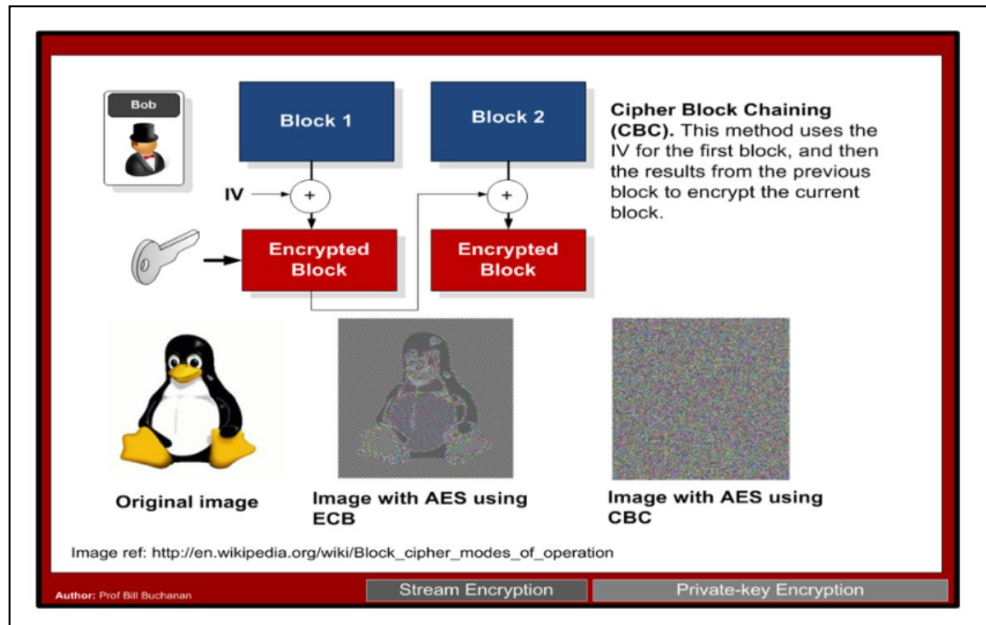 Bob
Block 1
Block 2
Cipher Block Chaining
(CBC). This method uses the
IV for the first block, and then
the results from the previous
block to encrypt the current
block.
IV
+
+
Encrypted
Block
Encrypted
Block
Original image
Image with AES using
ECB
Image with AES using
CBC
Image ref: http://en.wikipedia.org/wiki/Block_cipher_modes_of_operation
Author: Prof Bill Buchanan
Stream Encryption
Private-key Encryption